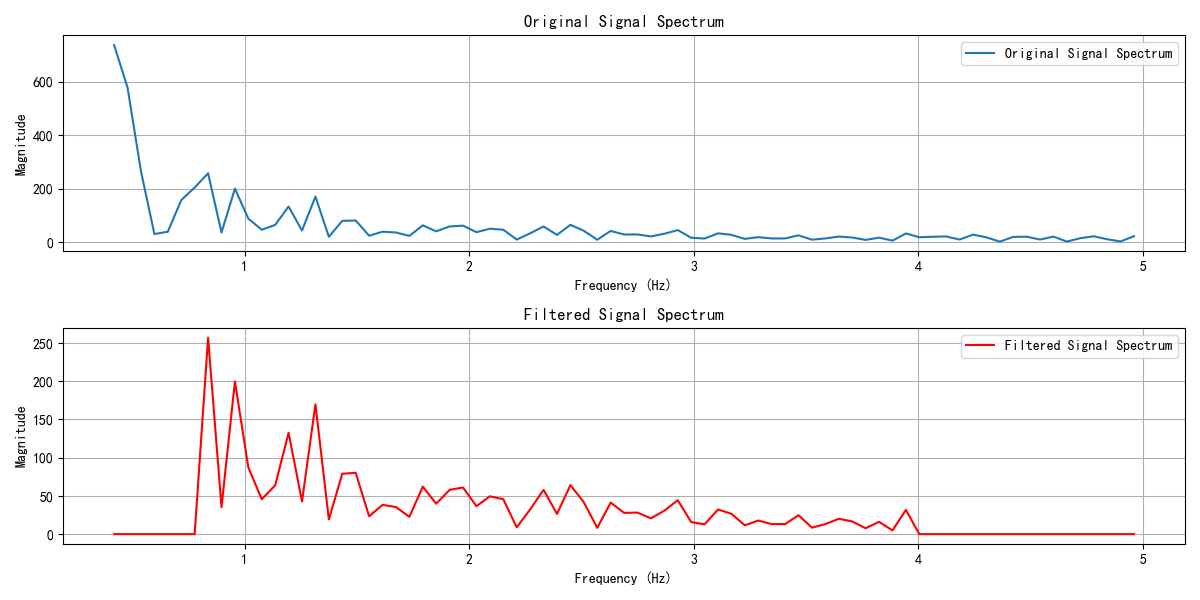 Original Signal Spectrum
Original Signal Spectrum
Magnitude
600
400
200
0
1 2 3 4 5
Frequency (Hz)
Filtered Signal Spectrum
Filtered Signal Spectrum
Magnitude
250
200
150
100
50
0
1 2 3 4 5
Frequency (Hz)